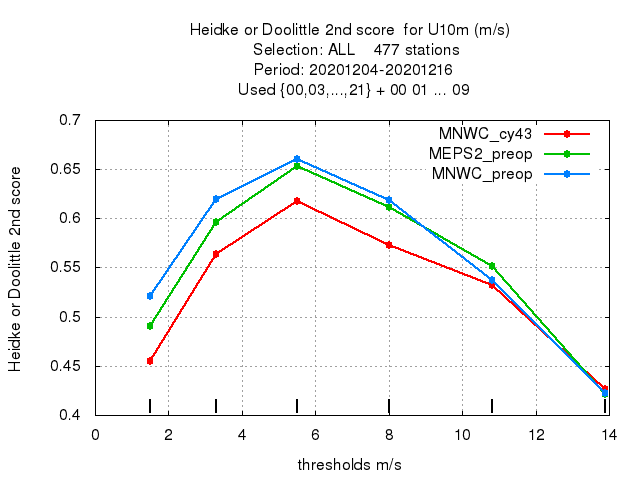 Heidke or Doolittle 2nd score  for U10m (m/s)
Selection: ALL    477 stations
Period: 20201204-20201216
Used {00,03,...,21} + 00 01 ... 09
MNWC_cy43
MEPS2_preop
MNWC_preop
Heidke or Doolittle 2nd score
0.7
0.65
0.6
0.55
0.5
0.45
0.4
0 2 4 6 8 10 12 14
thresholds m/s